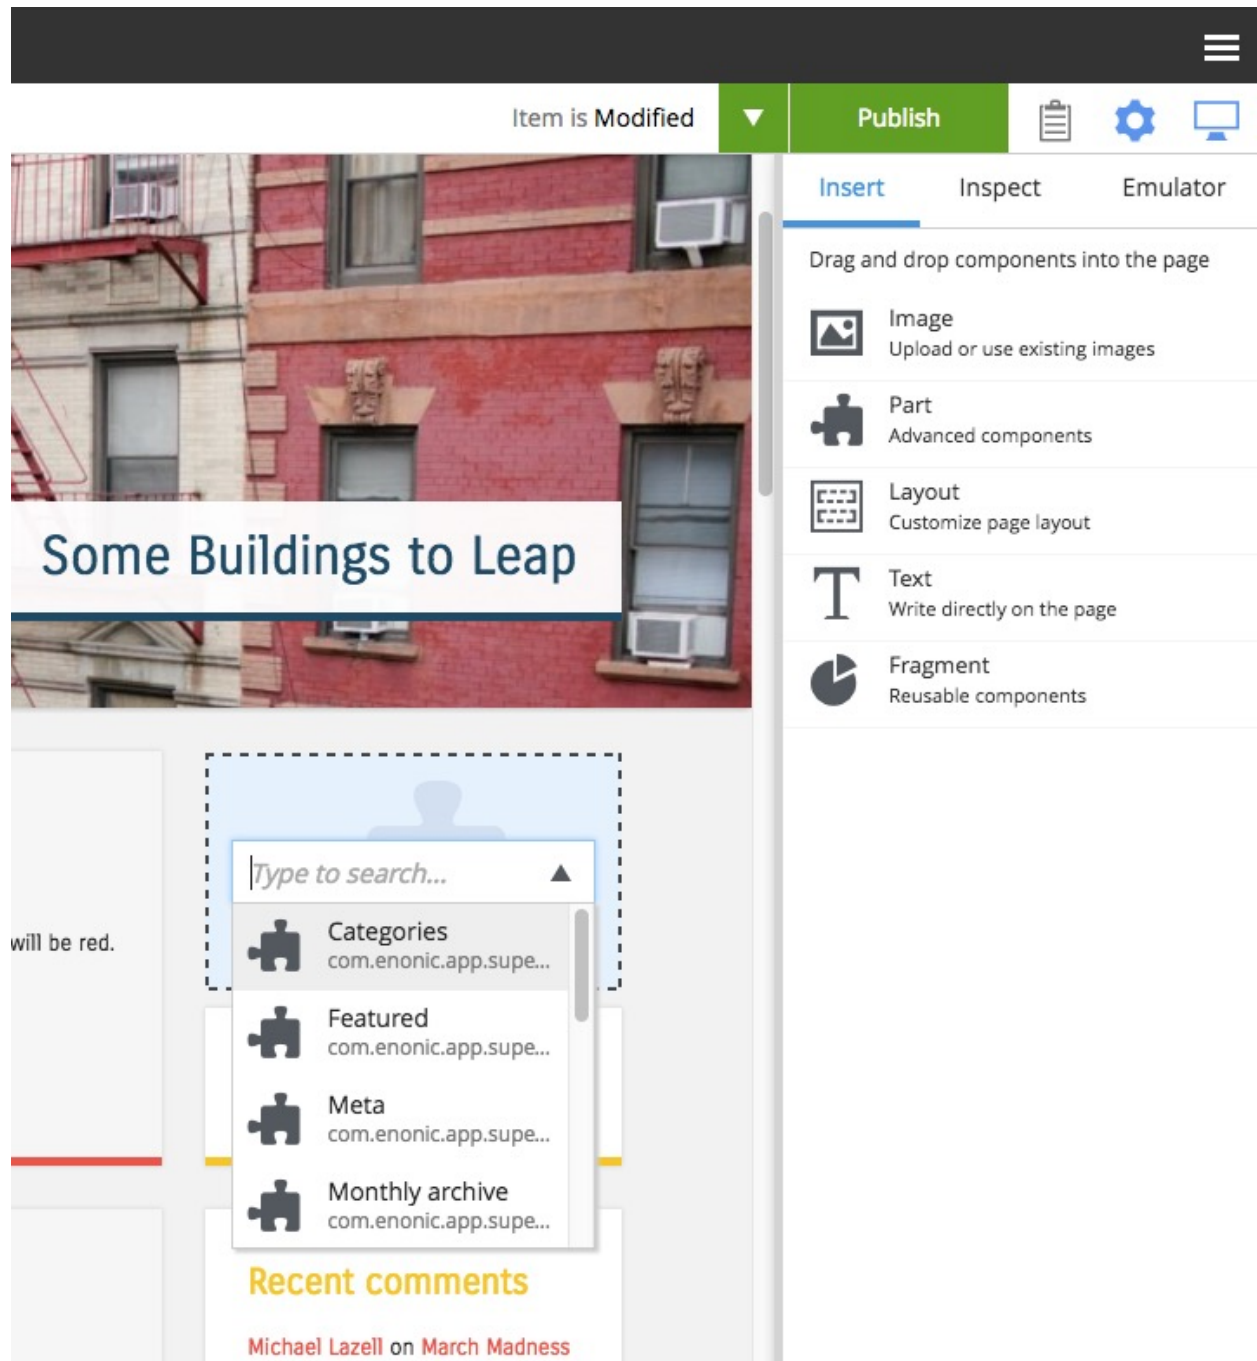 Item is Modified
Publish
Insert
Inspect
Emulator
Drag and drop components into the page
Image
Upload or use existing images
Part
Advanced components
Layout
Customize page layout
Text
Write directly on the page
Fragment
Reusable components
Some Buildings to Leap
will be red.
Type to search...
Categories
com.enonic.app.supe...
Featured
com.enonic.app.supe...
Meta
com.enonic.app.supe...
Monthly archive
com.enonic.app.supe...
Recent comments
Michael Lazell on March Madness